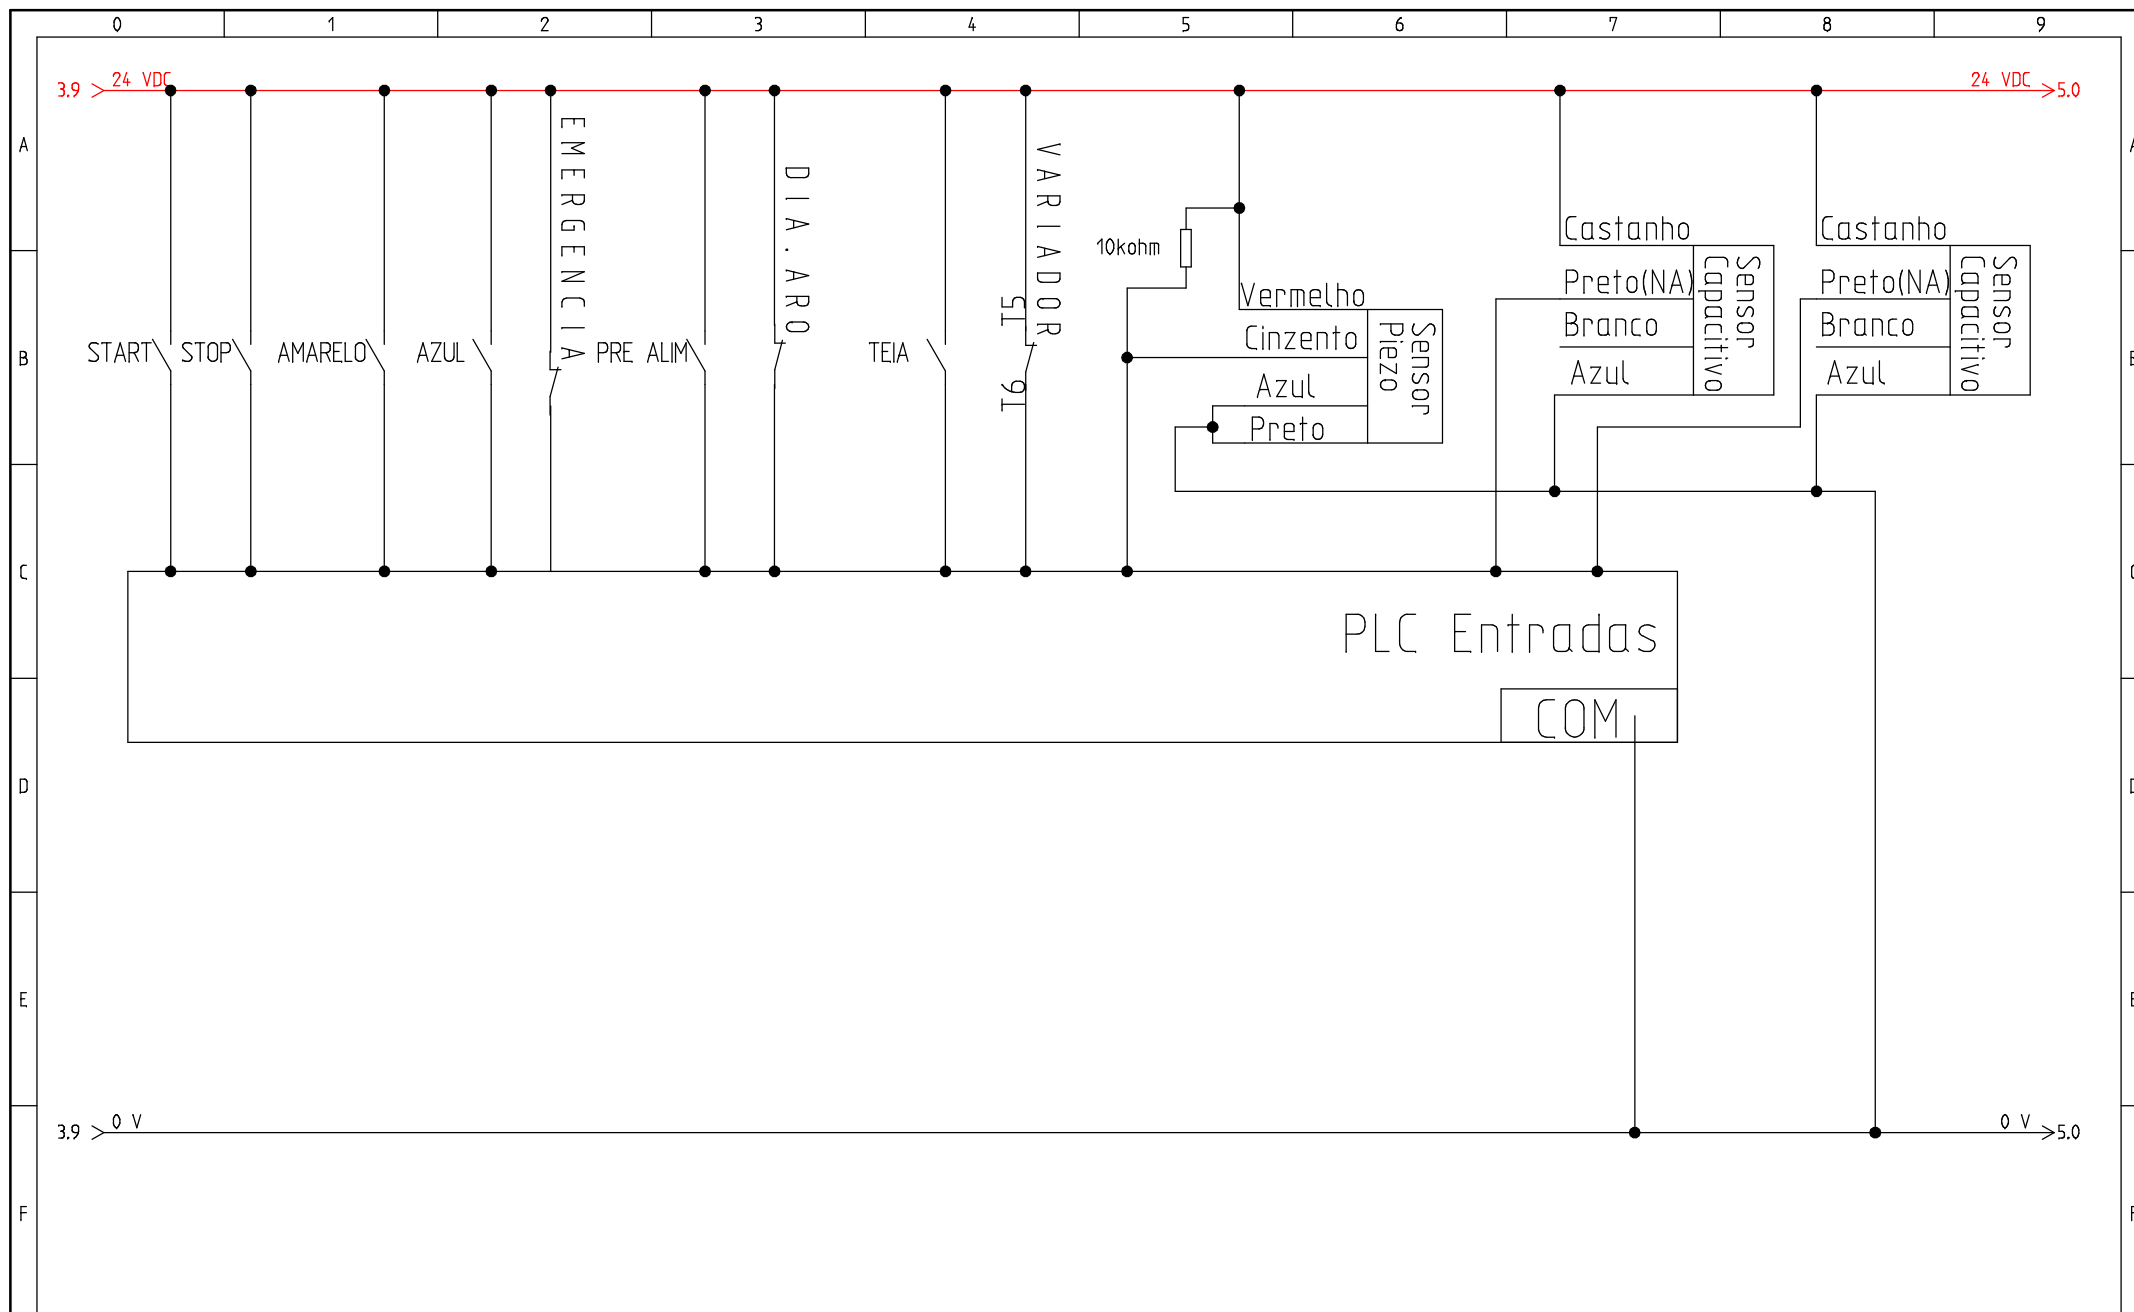 0 1 2 3 4 5 6 7 8 9
3.9 24 VDC 24 VDC 5.0
A A
EMERGENCIA
DIA.ARO
VARIADOR
10kohm
Castanho Castanho
Preto(NA) Preto(NA)
Branco Branco
Azul Azul
Sensor Capacitivo
Sensor Capacitivo
Vermelho
Cinzento
Azul
Preto
Sensor Piezo
T5
T6
B B
START STOP AMARELO AZUL PRE ALIM TEIA
C C
PLC Entradas
COM
D D
E E
3.9 0 V 0 V 5.0
F F